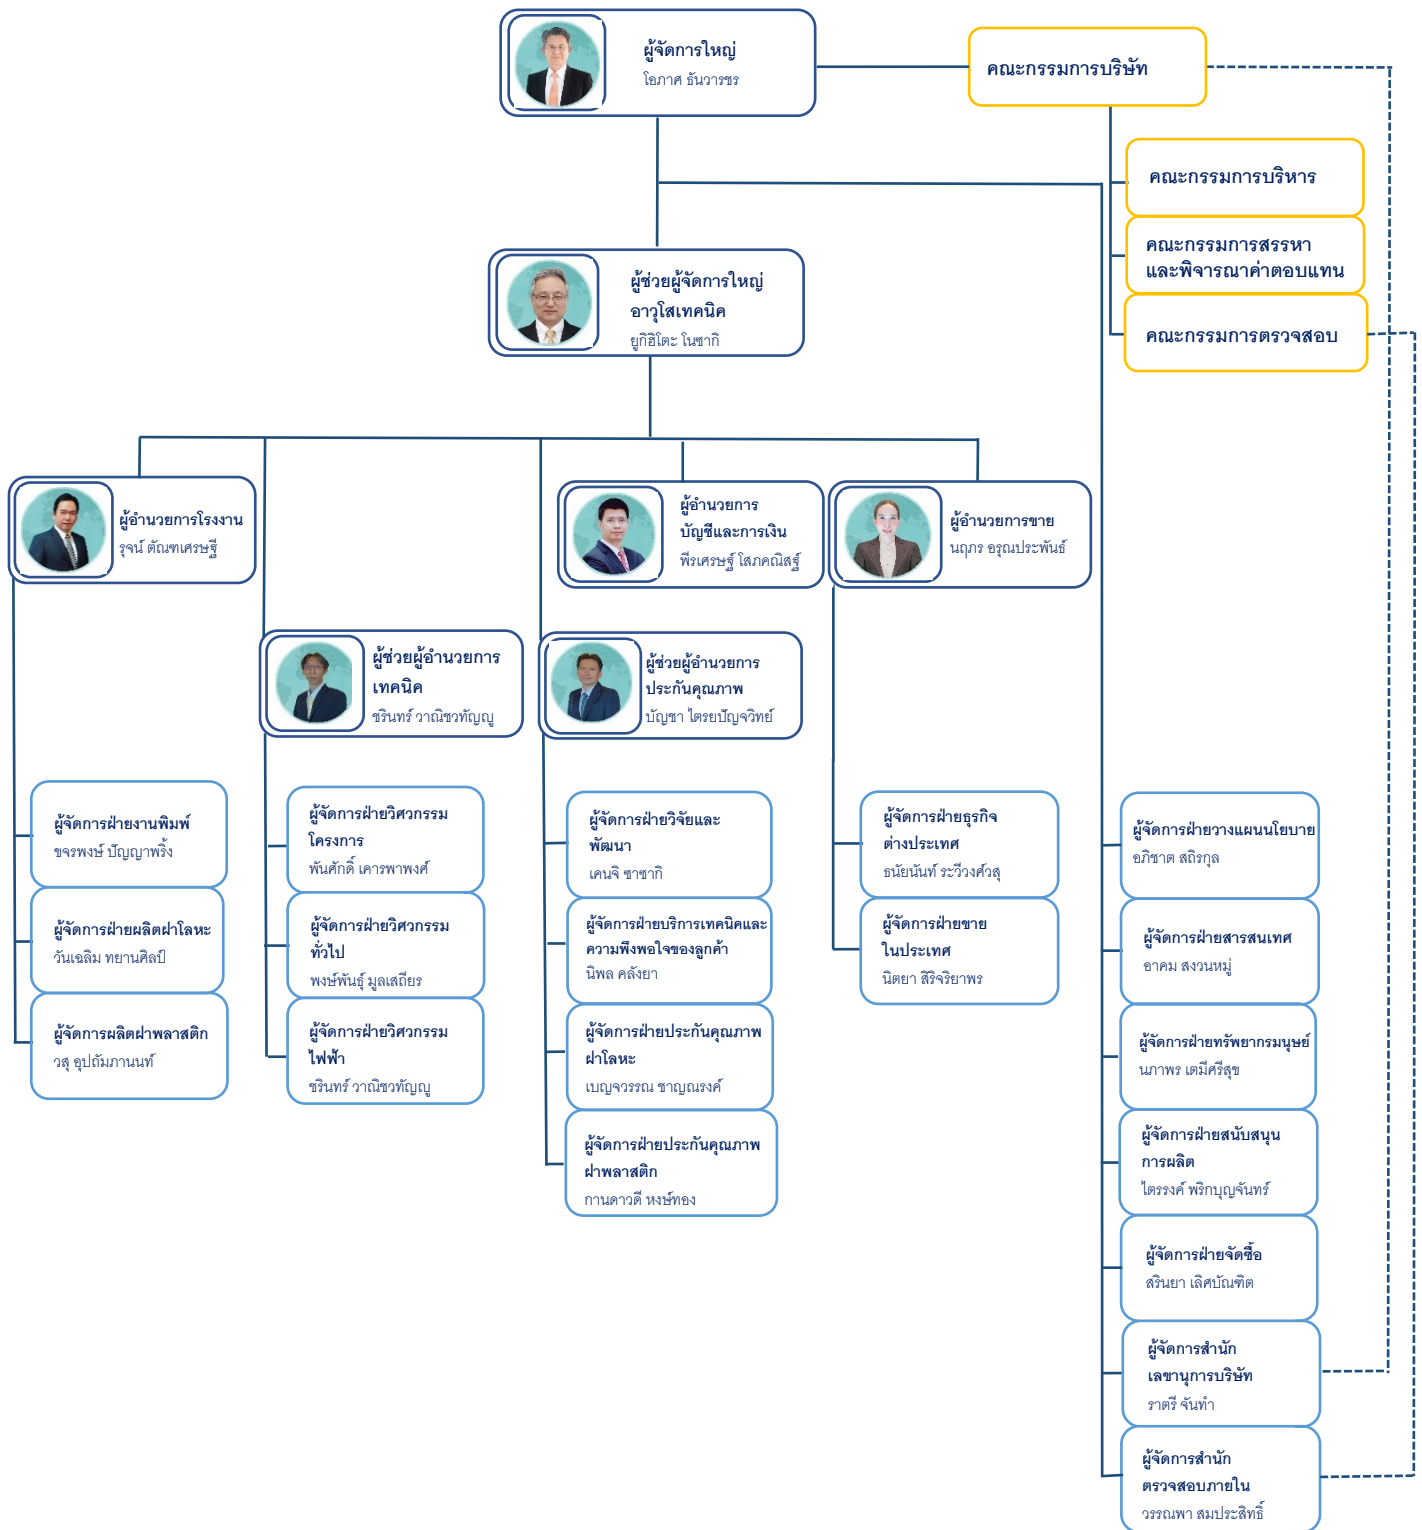 ผู้จัดการใหญ่
โอภาศ ธันวารชร
คณะกรรมการบริษัท
คณะกรรมการบริหาร
คณะกรรมการสรรหา
และพิจารณาค่าตอบแทน
คณะกรรมการตรวจสอบ
ผู้ช่วยผู้จัดการใหญ่
อาวุโสเทคนิค
ยูกิฮิโตะ โนซากิ
ผู้อำนวยการโรงงาน
รุจน์ ตัณฑเศรษฐี
ผู้อำนวยการ
บัญชีและการเงิน
พีรเศรษฐ์ โสภคณิสฐ์
ผู้อำนวยการขาย
นฤภร อรุณประพันธ์
ผู้ช่วยผู้อำนวยการ
เทคนิค
ชรินทร์ วาณิชวทัญญู
ผู้ช่วยผู้อำนวยการ
ประกันคุณภาพ
บัญชา ไตรยปัญจวิทย์
ผู้จัดการฝ่ายงานพิมพ์
ขจรพงษ์ ปัญญาพริ้ง
ผู้จัดการฝ่ายผลิตฝาโลหะ
วันเฉลิม ทยานศิลป์
ผู้จัดการผลิตฝาพลาสติก
วสุ อุปถัมภานนท์
ผู้จัดการฝ่ายวิศวกรรม
โครงการ
พันศักดิ์ เคารพาพงศ์
ผู้จัดการฝ่ายวิศวกรรม
ทั่วไป
พงษ์พันธุ์ มูลเสถียร
ผู้จัดการฝ่ายวิศวกรรม
ไฟฟ้า
ชรินทร์ วาณิชวทัญญู
ผู้จัดการฝ่ายวิจัยและ
พัฒนา
เคนจิ ซาซากิ
ผู้จัดการฝ่ายบริการเทคนิคและ
ความพึงพอใจของลูกค้า
นิพล คลังยา
ผู้จัดการฝ่ายประกันคุณภาพ
ฝาโลหะ
เบญจวรรณ ชาญณรงค์
ผู้จัดการฝ่ายประกันคุณภาพ
ฝาพลาสติก
กานดาวดี หงษ์ทอง
ผู้จัดการฝ่ายธุรกิจ
ต่างประเทศ
ธนัยนันท์ ระวีวงศ์วสุ
ผู้จัดการฝ่ายขาย
ในประเทศ
นิตยา สิริจริยาพร
ผู้จัดการฝ่ายวางแผนนโยบาย
อภิชาต สถิรกุล
ผู้จัดการฝ่ายสารสนเทศ
อาคม สงวนหมู่
ผู้จัดการฝ่ายทรัพยากรมนุษย์
นภาพร เตมีศรีสุข
ผู้จัดการฝ่ายสนับสนุน
การผลิต
ไตรรงค์ พริกบุญจันทร์
ผู้จัดการฝ่ายจัดซื้อ
สรินยา เลิศบัณฑิต
ผู้จัดการสำนัก
เลขานุการบริษัท
ราตรี จันทำ
ผู้จัดการสำนัก
ตรวจสอบภายใน
วรรณพา สมประสิทธิ์